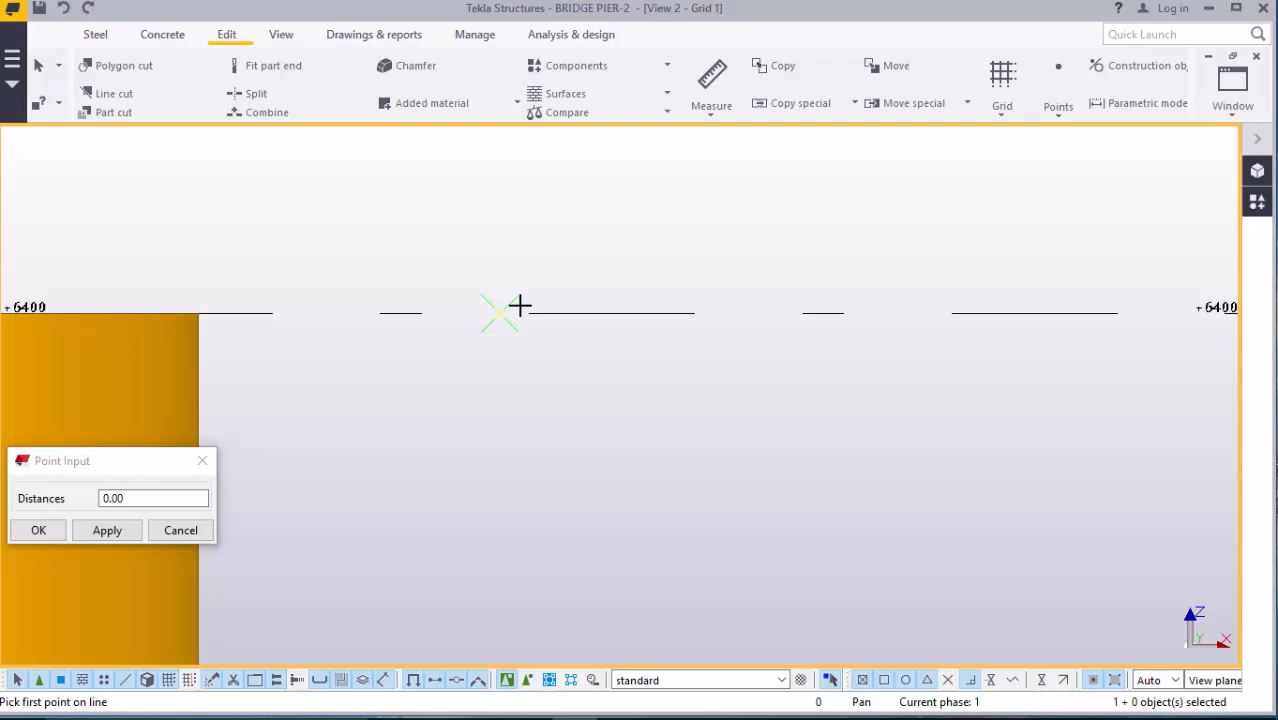 Tekla Structures - BRIDGE PIER-2 - [View 2 - Grid 1]
? Log in
Steel Concrete Edit View Drawings & reports Manage Analysis & design Quick Launch
Polygon cut Fit part end Chamfer Components Copy Move Construction obj
Line cut Split Added material Surfaces Measure Copy special Move special Grid Points Parametric mode Window
Part cut Combine Compare
+6400 +6400
Point Input
Distances 0.00
OK Apply Cancel
Z
Y X
standard Auto View plane
Pick first point on line 0 Pan Current phase: 1 1 + 0 object(s) selected